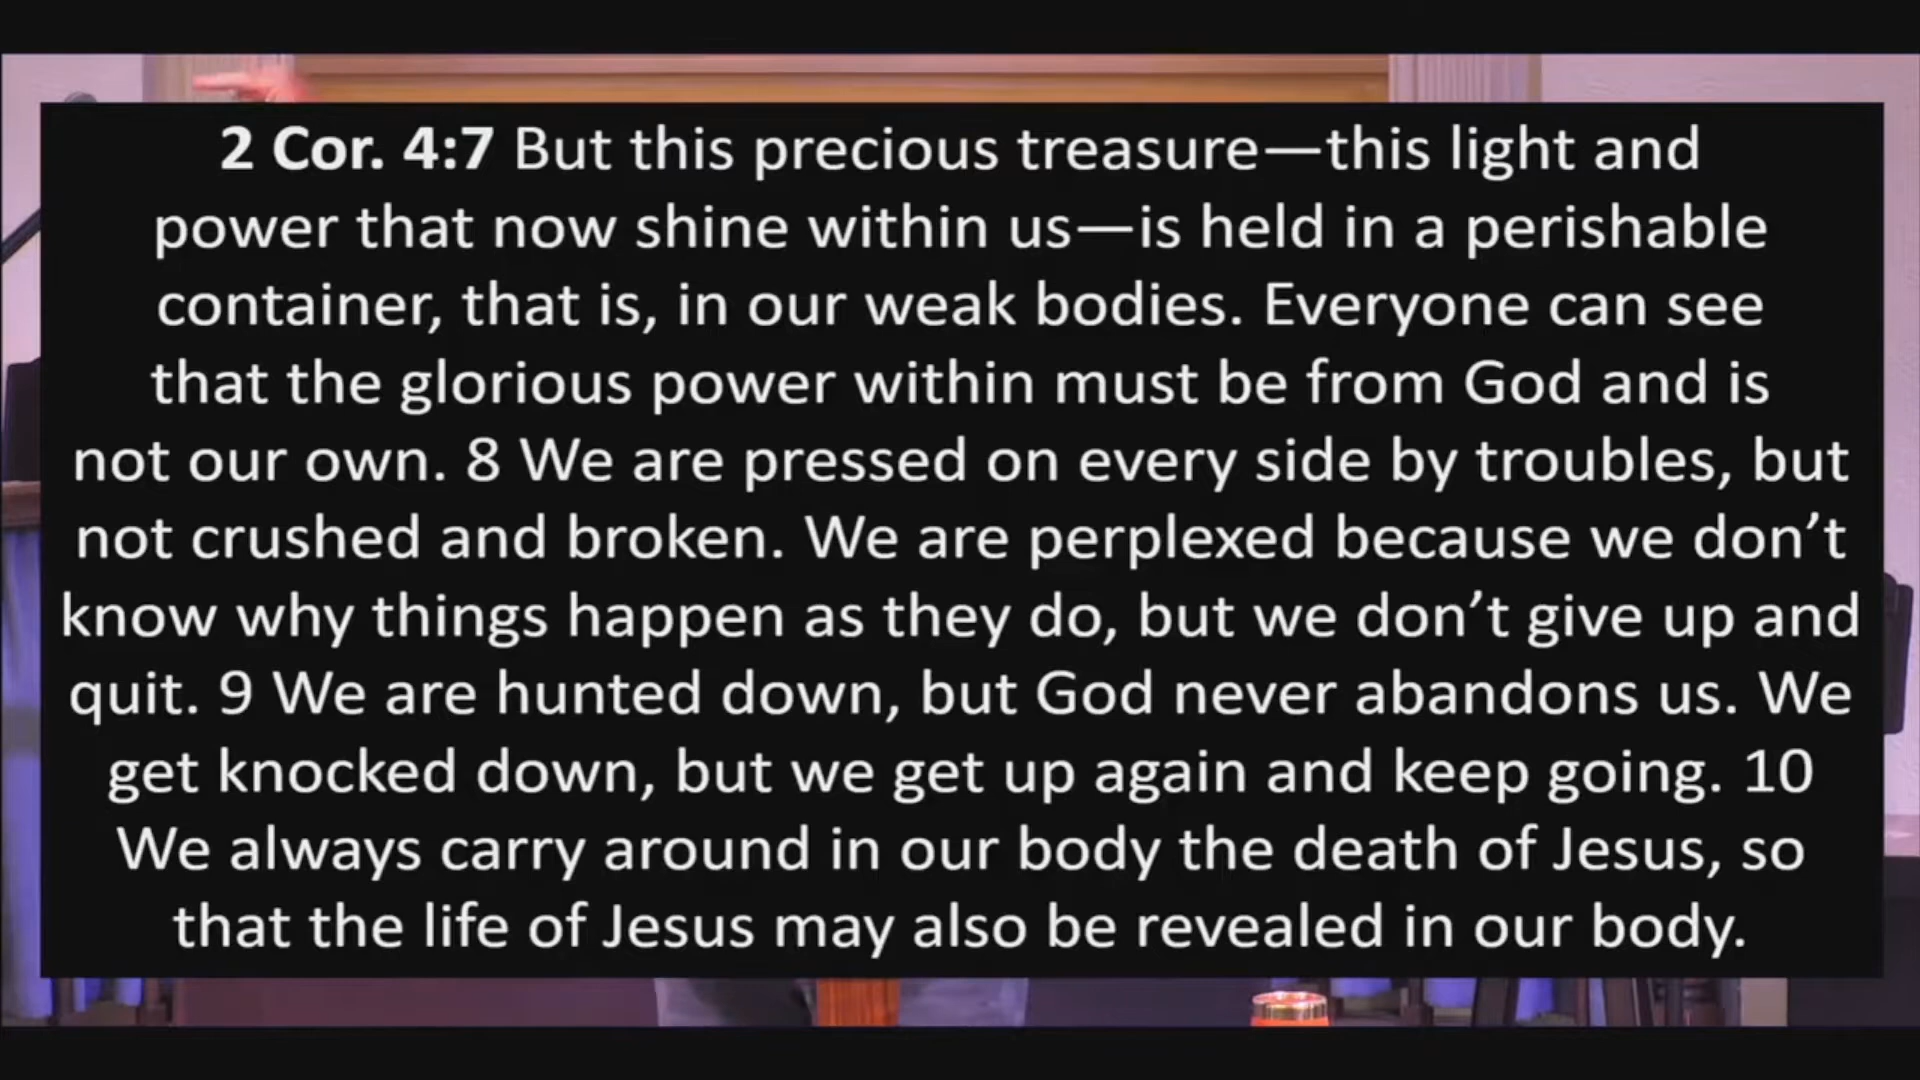 2 Cor. 4:7 But this precious treasure—this light and
power that now shine within us—is held in a perishable
container, that is, in our weak bodies. Everyone can see
that the glorious power within must be from God and is
not our own. 8 We are pressed on every side by troubles, but
not crushed and broken. We are perplexed because we don’t
know why things happen as they do, but we don’t give up and
quit. 9 We are hunted down, but God never abandons us. We
get knocked down, but we get up again and keep going. 10
We always carry around in our body the death of Jesus, so
that the life of Jesus may also be revealed in our body.